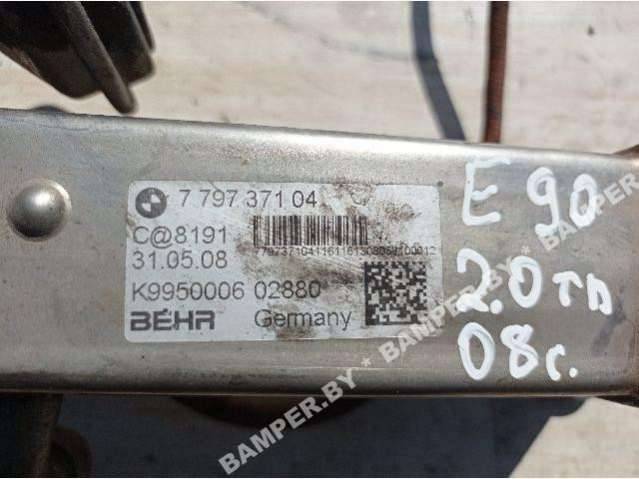 7 797 371 04
C@8191
31.05.08
K9950006 02880
BEHR Germany
E 90
2.0 тд
08г.
BAMPER.BY * BAMPER.BY * BAMPER.BY